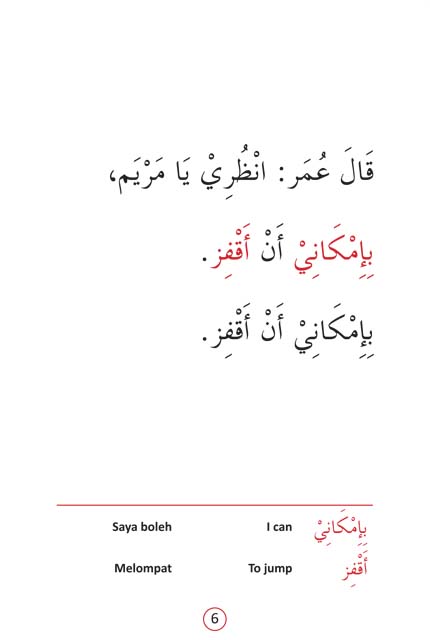 قَالَ عُمَر: انْظُرِيْ يَا مَرْيَم،
بِإِمْكَانِيْ أَنْ أَقْفِز.
بِإِمْكَانِيْ أَنْ أَقْفِز.
بِإِمْكَانِيْ I can Saya boleh
أَقْفِز To jump Melompat
6